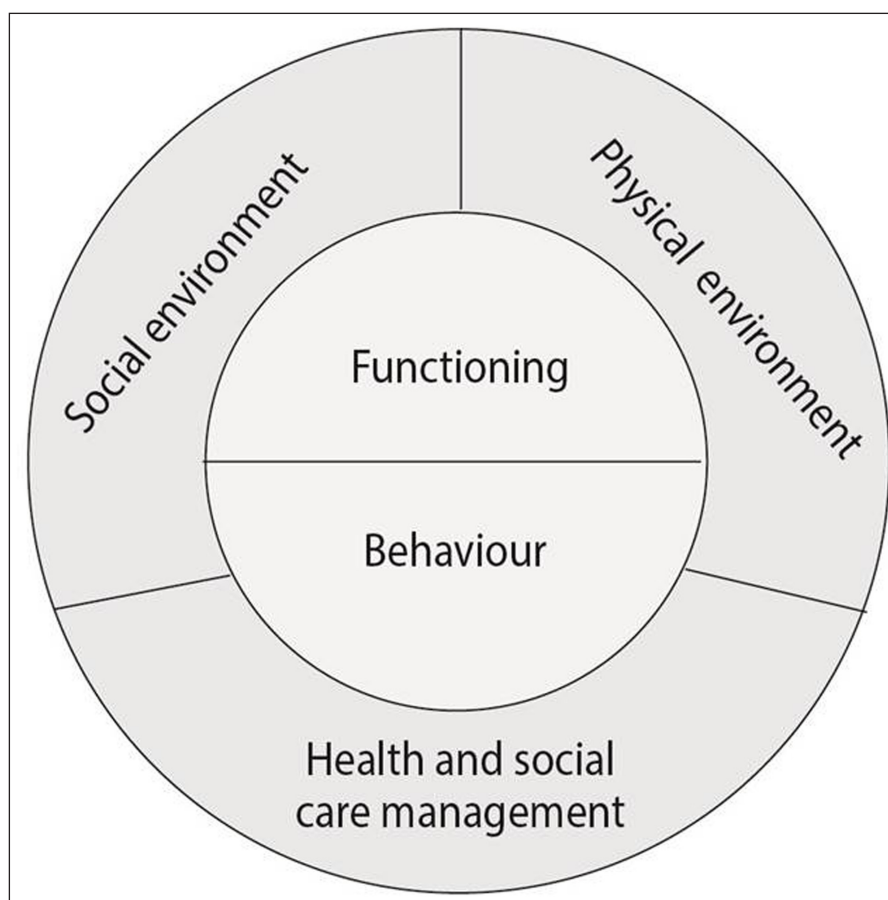 Social environment
Physical environment
Functioning
Behaviour
Health and social
care management